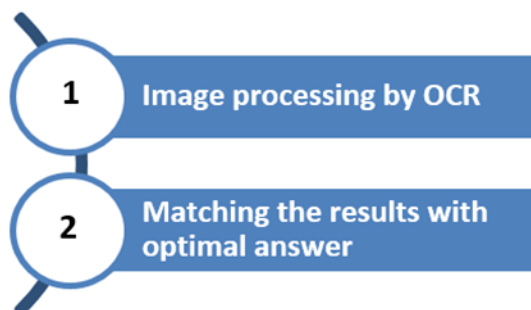 1
Image processing by OCR
2
Matching the results with
optimal answer